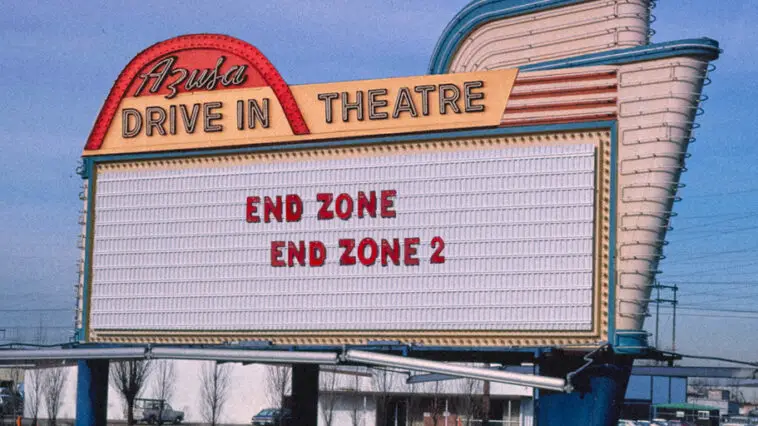 Azusa
DRIVE IN THEATRE
END ZONE
END ZONE 2